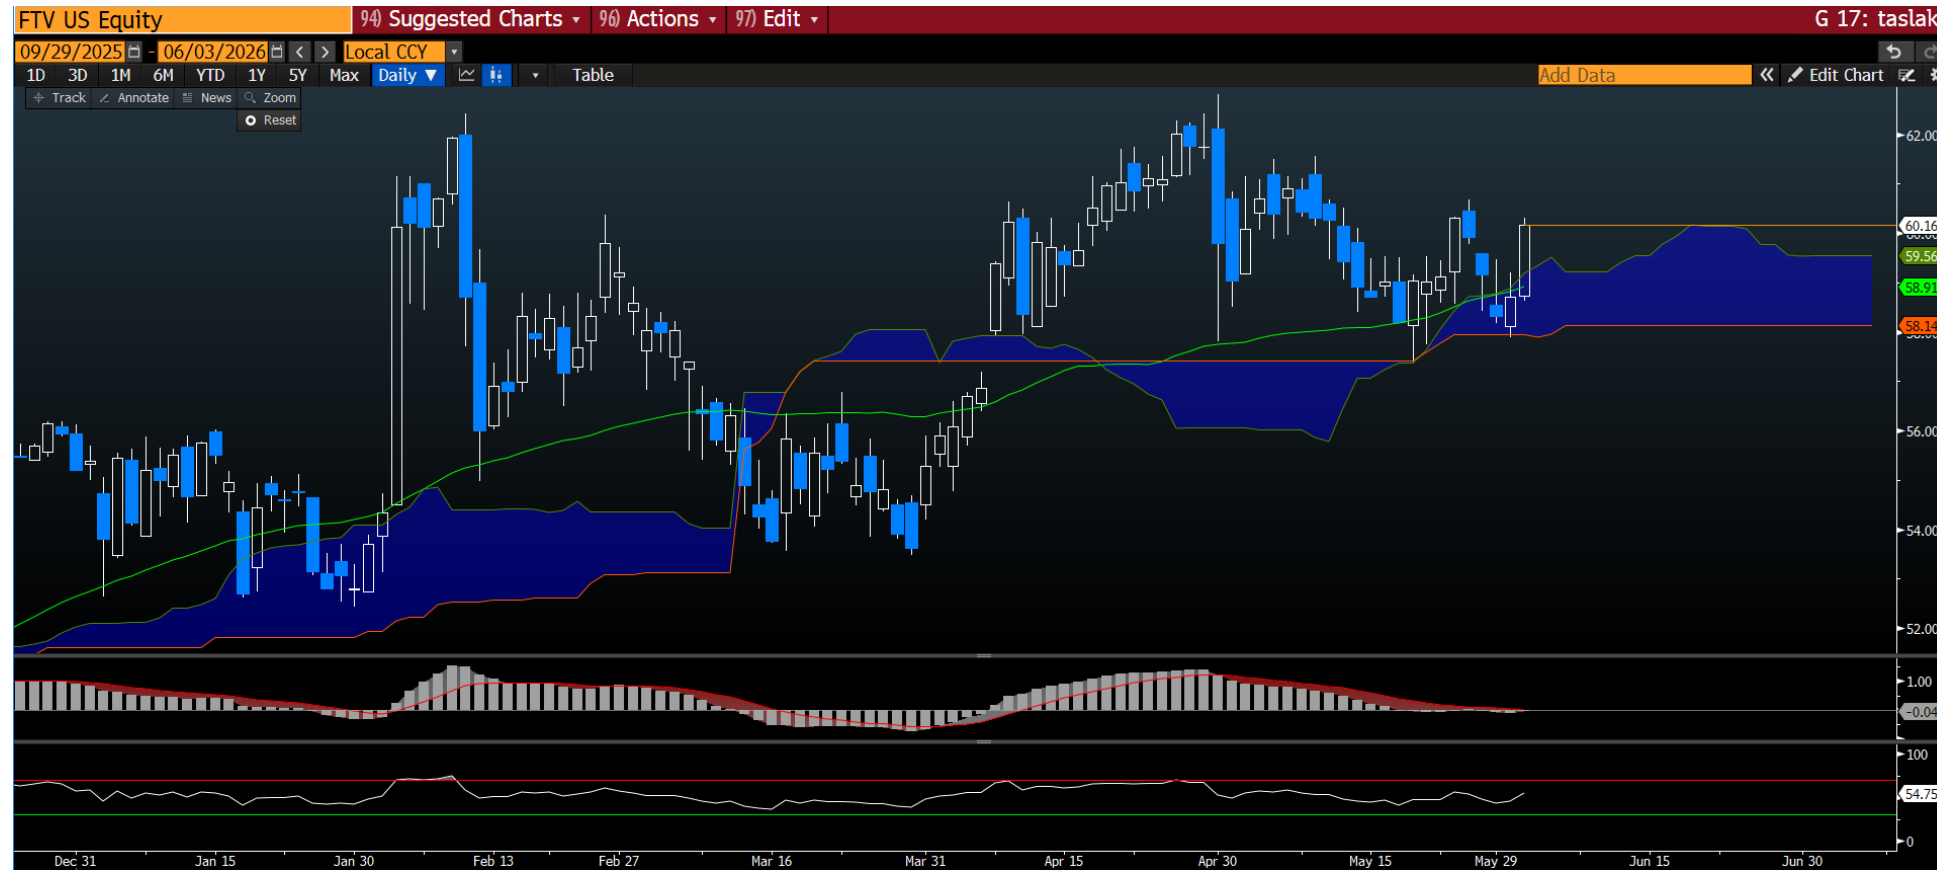 FTV US Equity 94) Suggested Charts 96) Actions 97) Edit G 17: taslak
09/29/2025 - 06/03/2026 < > Local CCY
1D 3D 1M 6M YTD 1Y 5Y Max Daily ▼ Table Add Data « Edit Chart
Track Annotate News Zoom
Reset
62.00
60.16
60.00
59.56
58.91
58.14
58.00
56.00
54.00
52.00
1.00
-0.04
100
54.75
0
Dec 31 Jan 15 Jan 30 Feb 13 Feb 27 Mar 16 Mar 31 Apr 15 Apr 30 May 15 May 29 Jun 15 Jun 30